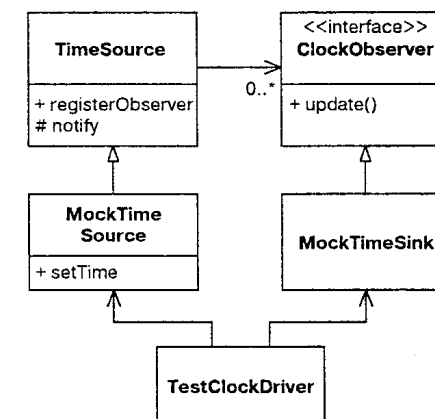 TimeSource
<<interface>>
ClockObserver
0..*
+ registerObserver
# notify
+ update()
MockTime
Source
+ setTime
MockTimeSink
TestClockDriver